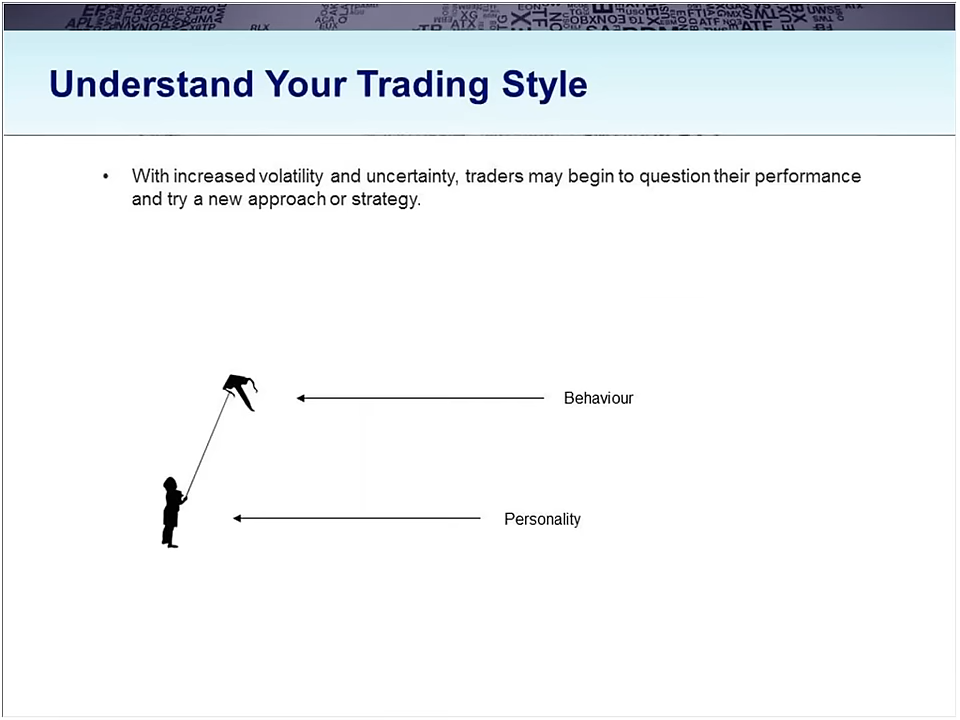 Understand Your Trading Style
• With increased volatility and uncertainty, traders may begin to question their performance
and try a new approach or strategy.
Behaviour
Personality